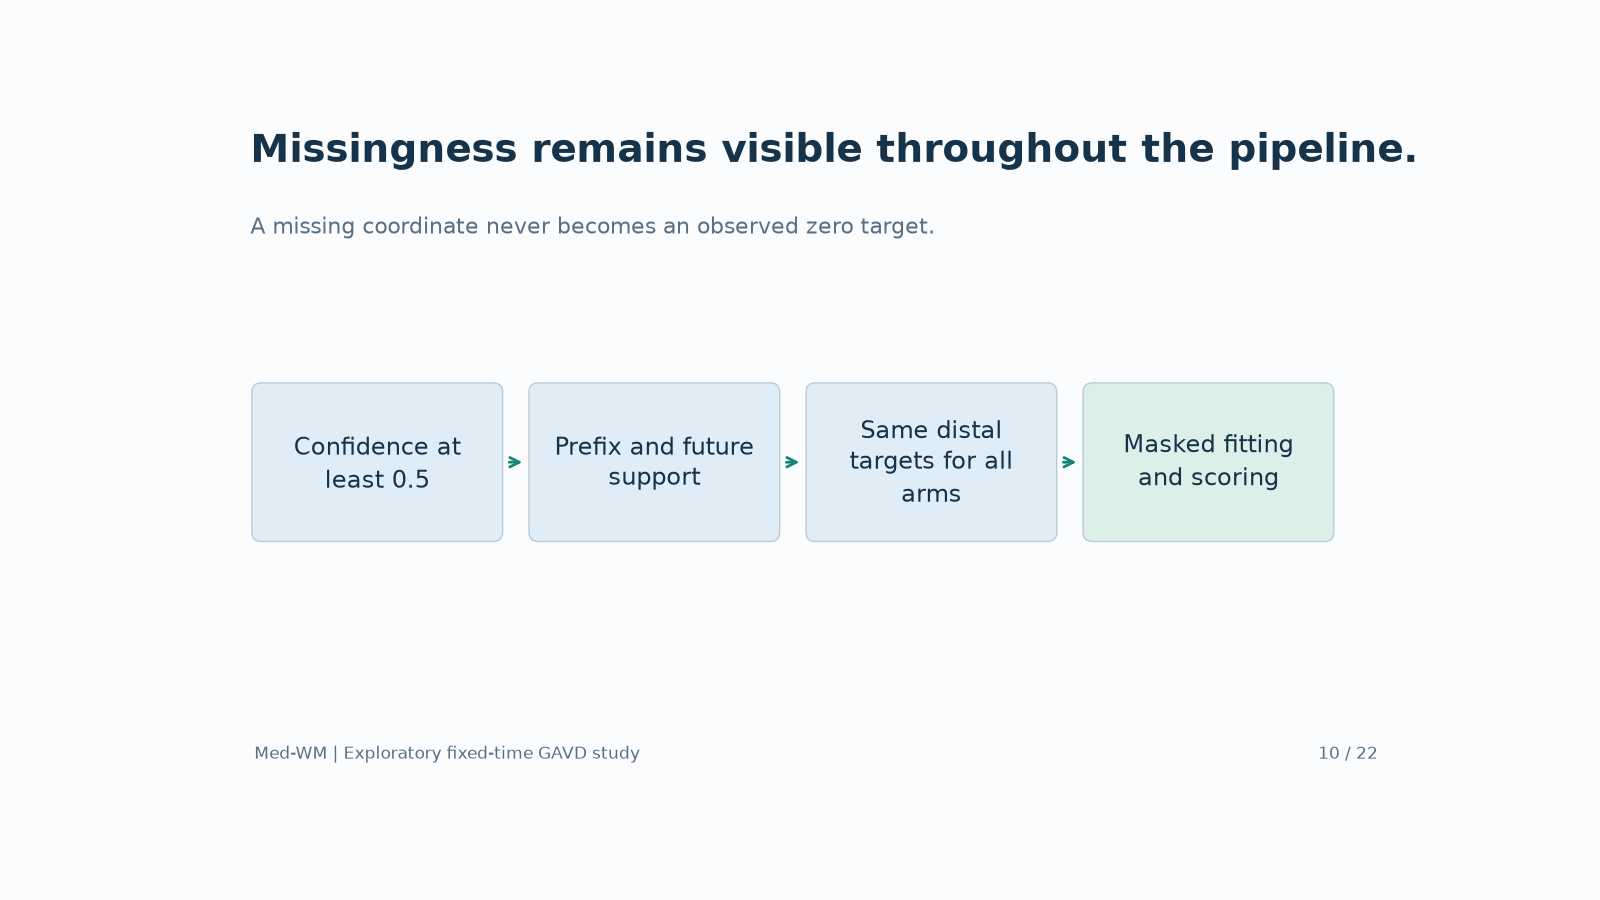 Missingness remains visible throughout the pipeline.
A missing coordinate never becomes an observed zero target.
Confidence at
least 0.5
Prefix and future
support
Same distal
targets for all
arms
Masked fitting
and scoring
Med-WM | Exploratory fixed-time GAVD study
10 / 22